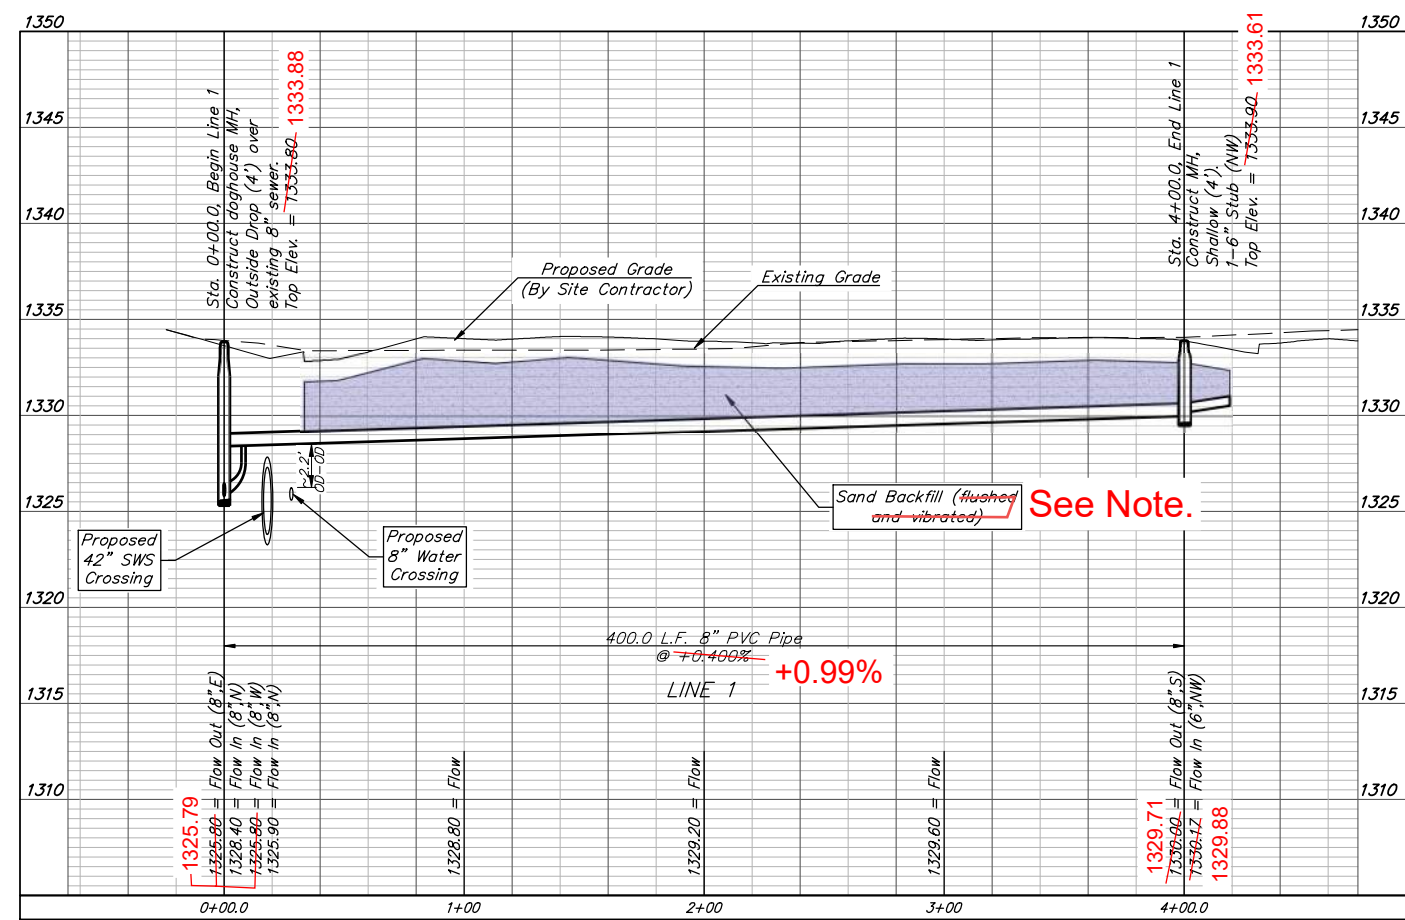 1350
1350
1345
1345
1340
1340
1335
1335
1330
1330
1325
1325
1320
1320
1315
1315
1310
1310
Sta. 0+00.0, Begin Line 1
Construct doghouse MH,
Outside Drop (4') over
existing 8" sewer.
Top Elev. = 1333.80
1333.88
Sta. 4+00.0, End Line 1
Construct MH,
Shallow (4').
1-6" Stub (NW)
Top Elev. = 1333.90
1333.61
Proposed Grade
(By Site Contractor)
Existing Grade
~2.2'
OD-OD
Sand Backfill (flushed
and vibrated)
See Note.
Proposed
42" SWS
Crossing
Proposed
8" Water
Crossing
400.0 L.F. 8" PVC Pipe
@ +0.400%
+0.99%
LINE 1
1325.79
1325.80 = Flow Out (8",E)
1328.40 = Flow In (8",N)
1325.80 = Flow In (8",W)
1325.90 = Flow In (8",N)
1328.80 = Flow
1329.20 = Flow
1329.60 = Flow
1329.71
1330.00 = Flow Out (8",S)
1330.17 = Flow In (6",NW)
1329.88
0+00.0
1+00
2+00
3+00
4+00.0